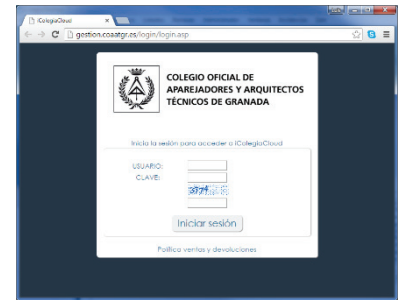 iColegioCloud
gestion.coaatgr.es/login/login.asp
COLEGIO OFICIAL DE
APAREJADORES Y ARQUITECTOS
TÉCNICOS DE GRANADA
Inicia la sesión para acceder a iColegioCloud
USUARIO:
CLAVE:
Iniciar sesión
Política ventas y devoluciones